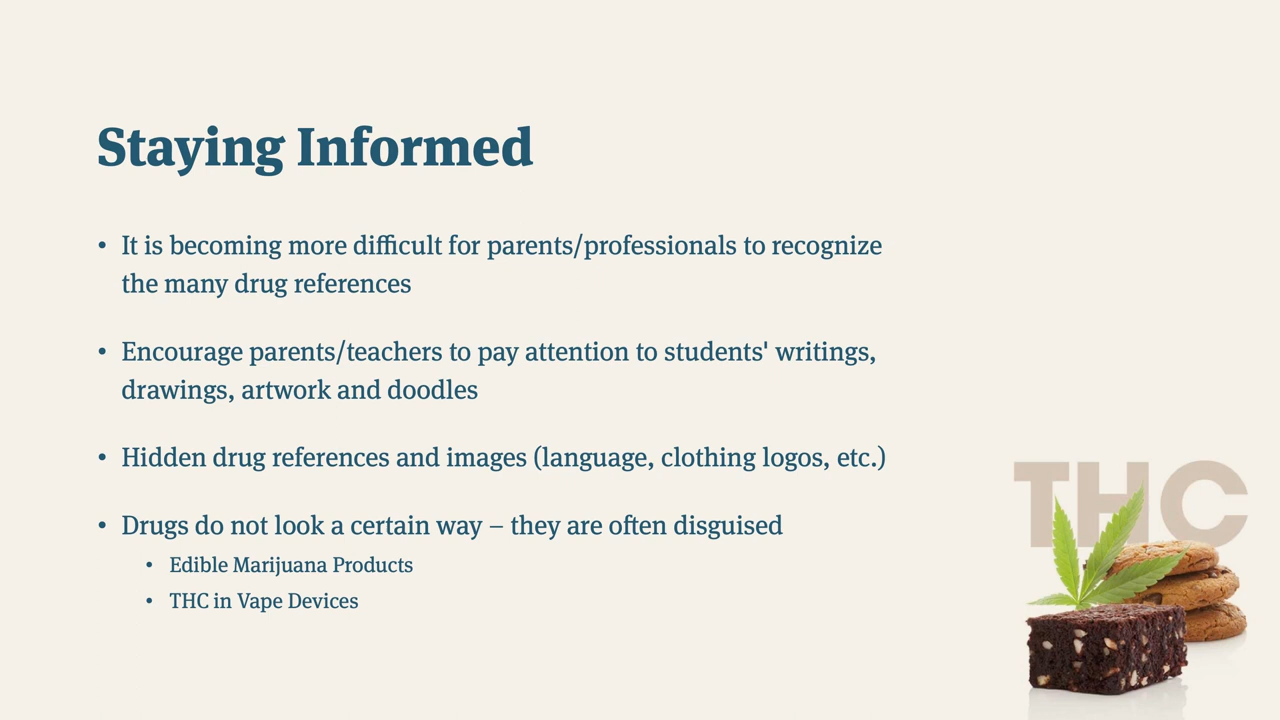 Staying Informed
• It is becoming more difficult for parents/professionals to recognize
the many drug references
• Encourage parents/teachers to pay attention to students' writings,
drawings, artwork and doodles
• Hidden drug references and images (language, clothing logos, etc.)
• Drugs do not look a certain way – they are often disguised
• Edible Marijuana Products
• THC in Vape Devices
THC